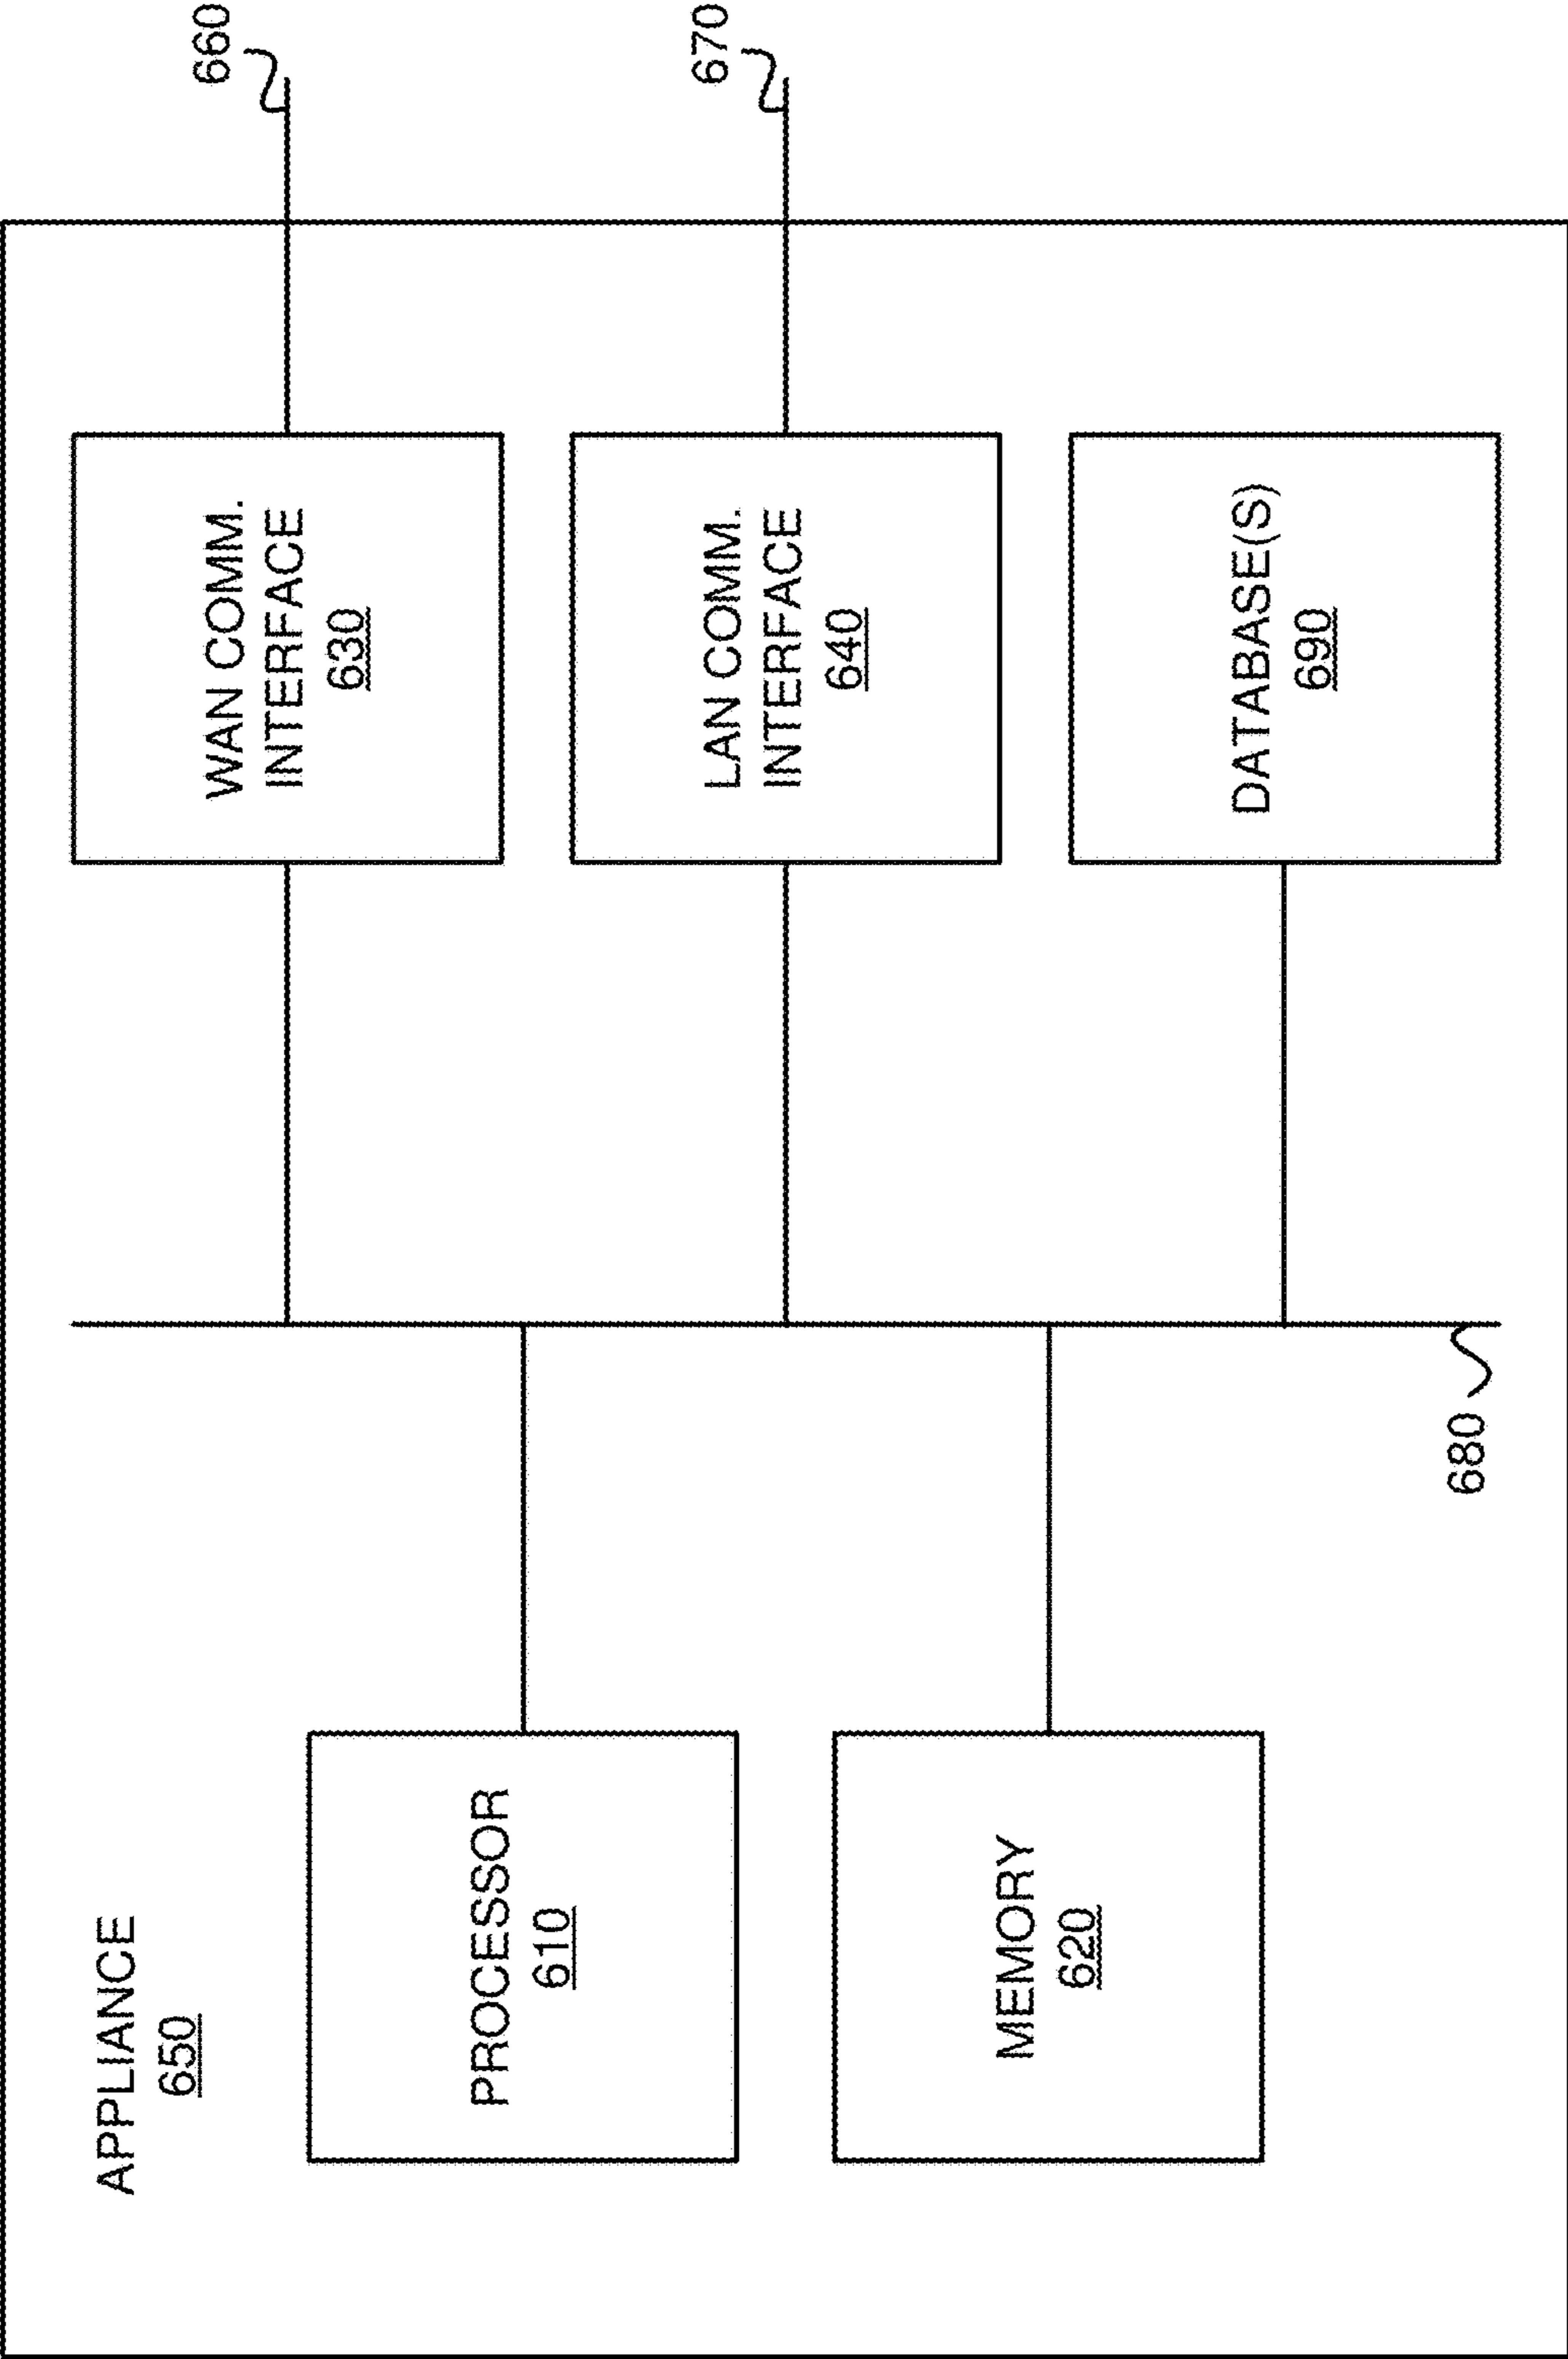 APPLIANCE
650
PROCESSOR
610
MEMORY
620
680
WAN COMM.
INTERFACE
630
LAN COMM.
INTERFACE
640
DATABASE(S)
690
660
670